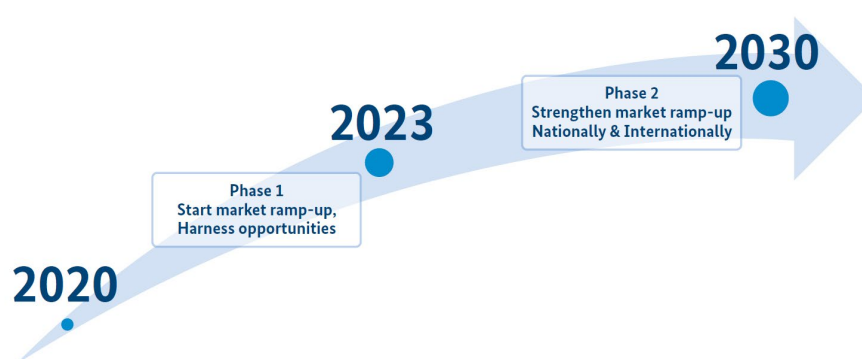 2020
Phase 1
Start market ramp-up,
Harness opportunities
2023
Phase 2
Strengthen market ramp-up
Nationally & Internationally
2030